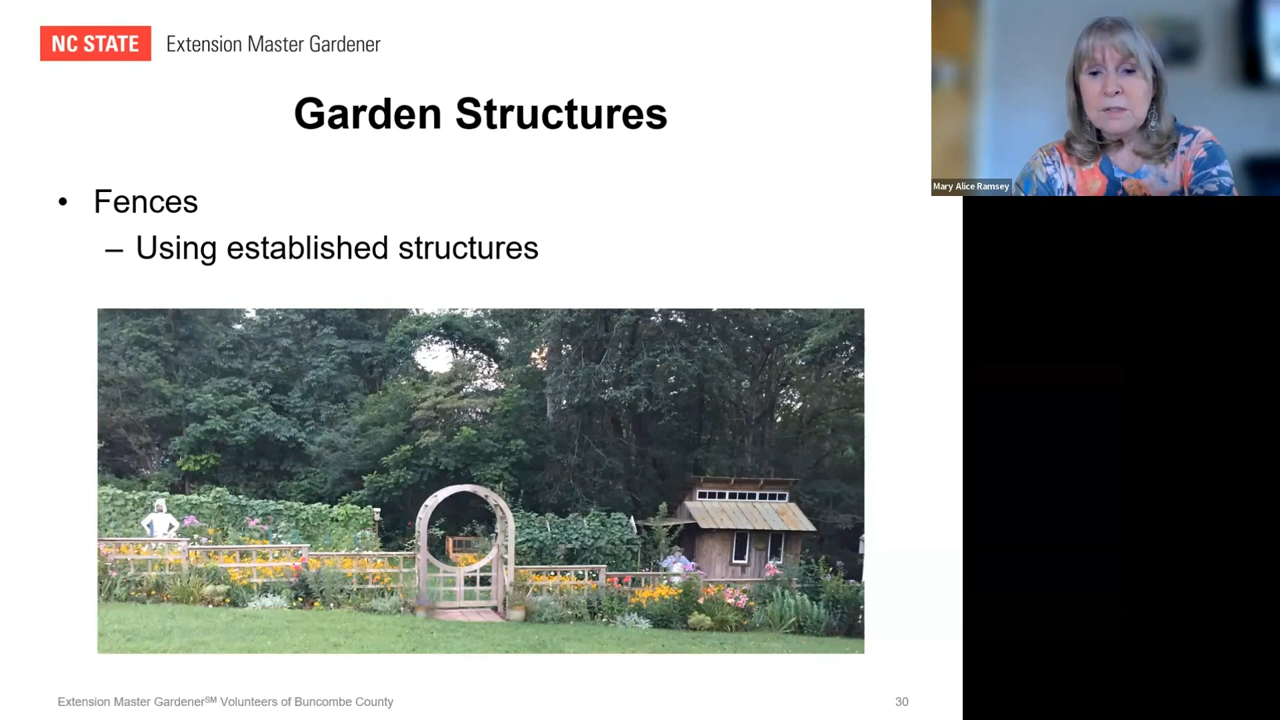 NC STATE Extension Master Gardener
Garden Structures
• Fences
– Using established structures
Mary Alice Ramsey
Extension Master Gardener℠ Volunteers of Buncombe County
30